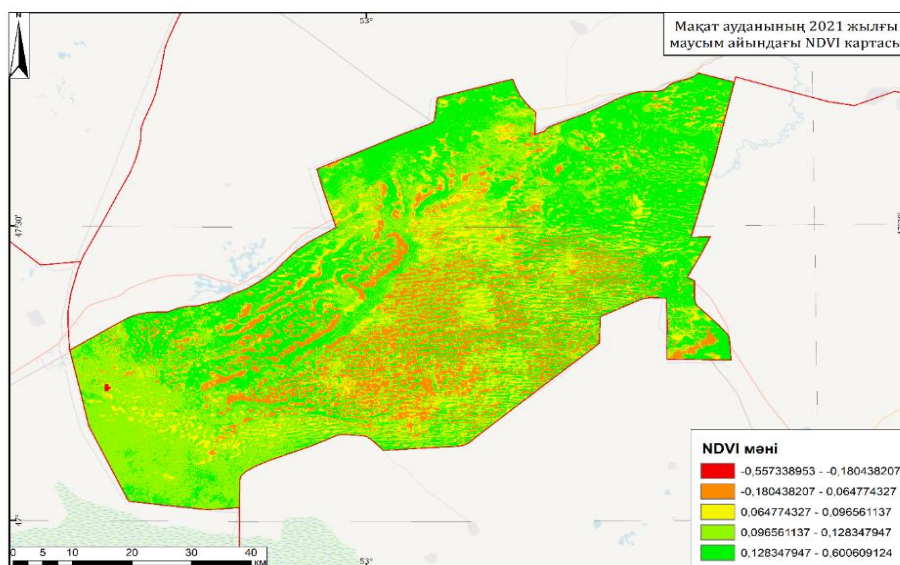 53°
Мақат ауданының 2021 жылғы
маусым айындағы NDVI картасы
47°30'
47°
53°
NDVI мәні
-0,557338953 - -0,180438207
-0,180438207 - 0,064774327
0,064774327 - 0,096561137
0,096561137 - 0,128347947
0,128347947 - 0,600609124
0 5 10 20 30 40
КМ